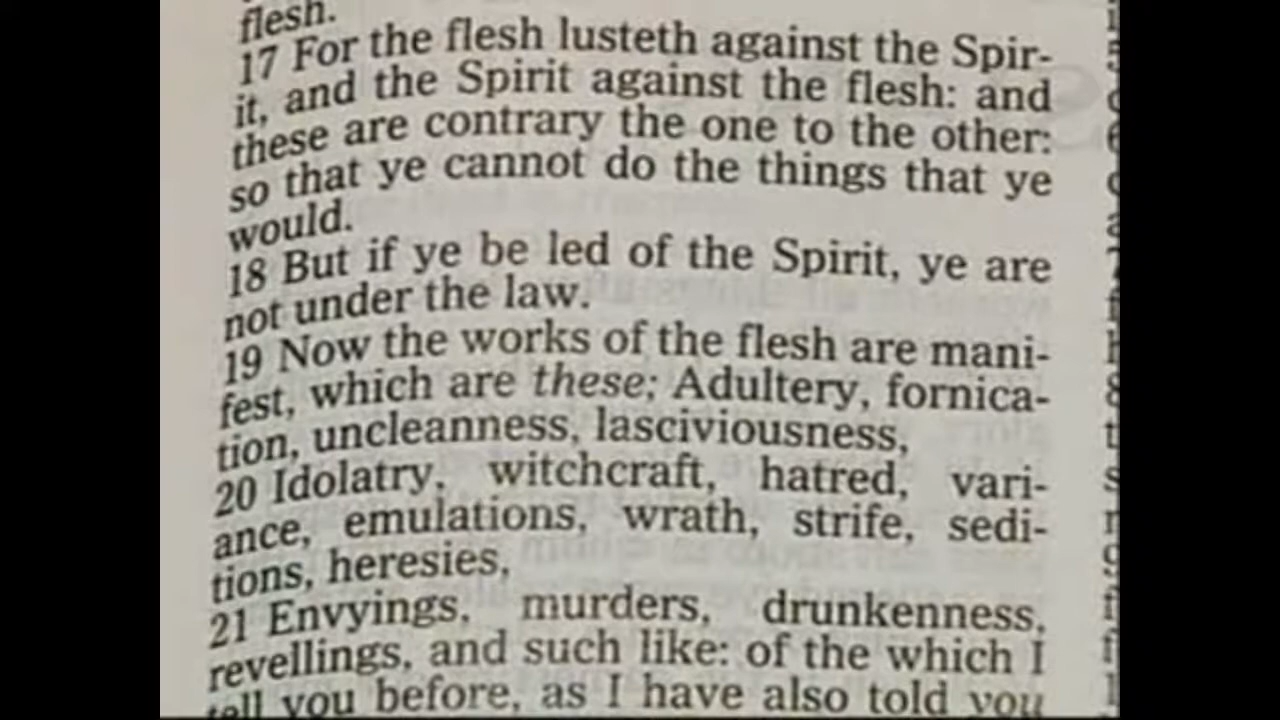 flesh.
17 For the flesh lusteth against the Spir-
it, and the Spirit against the flesh: and
these are contrary the one to the other:
so that ye cannot do the things that ye
would.
18 But if ye be led of the Spirit, ye are
not under the law.
19 Now the works of the flesh are mani-
fest, which are these; Adultery, fornica-
tion, uncleanness, lasciviousness,
20 Idolatry, witchcraft, hatred, vari-
ance, emulations, wrath, strife, sedi-
tions, heresies,
21 Envyings, murders, drunkenness,
revellings, and such like: of the which I
tell you before, as I have also told you